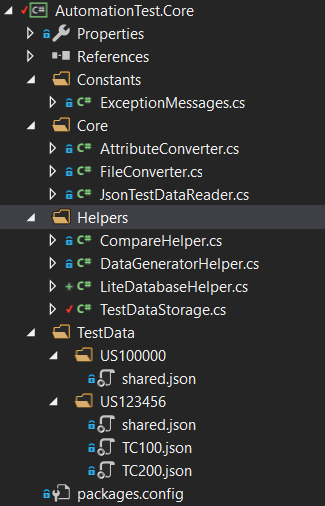 AutomationTest.Core
Properties
References
Constants
ExceptionMessages.cs
Core
AttributeConverter.cs
FileConverter.cs
JsonTestDataReader.cs
Helpers
CompareHelper.cs
DataGeneratorHelper.cs
LiteDatabaseHelper.cs
TestDataStorage.cs
TestData
US100000
shared.json
US123456
shared.json
TC100.json
TC200.json
packages.config